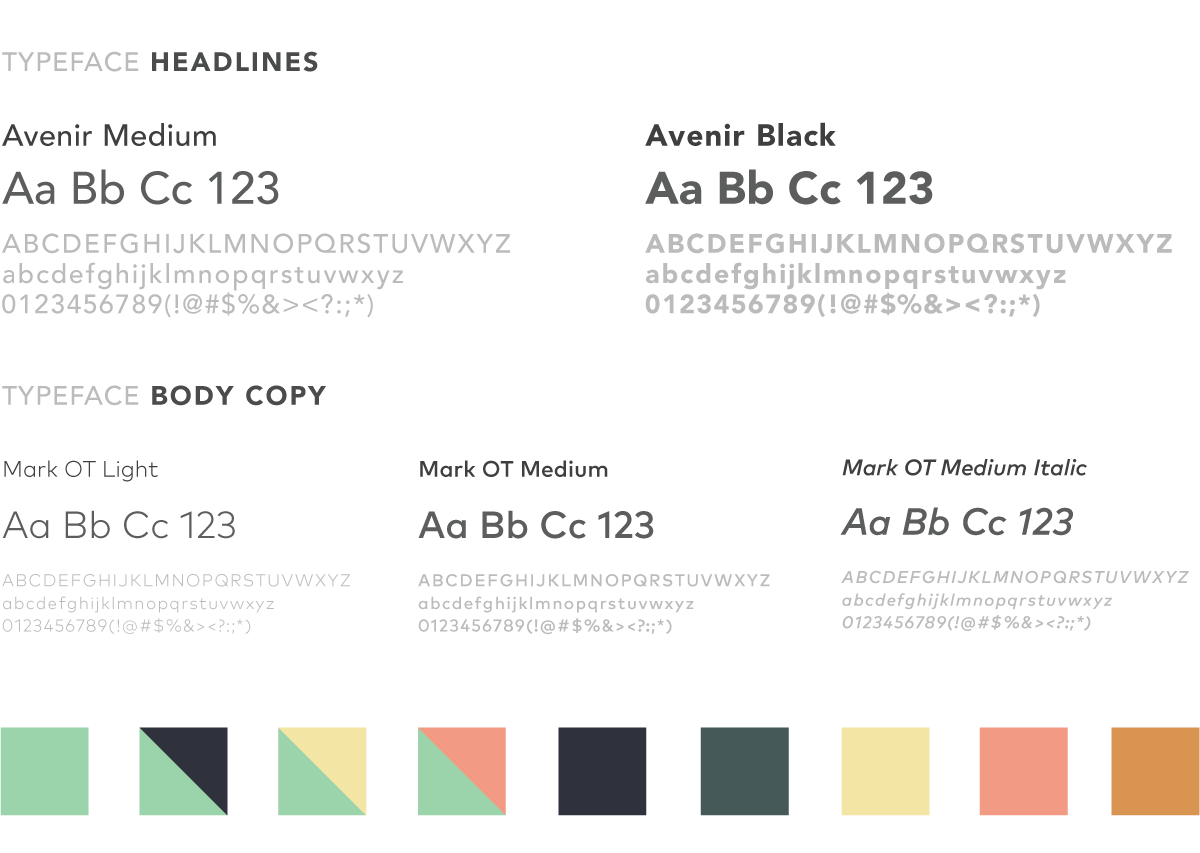 TYPEFACE HEADLINES
Avenir Medium
Aa Bb Cc 123
ABCDEFGHIJKLMNOPQRSTUVWXYZ
abcdefghijklmnopqrstuvwxyz
0123456789(!@#$%&><?:;*)
Avenir Black
Aa Bb Cc 123
ABCDEFGHIJKLMNOPQRSTUVWXYZ
abcdefghijklmnopqrstuvwxyz
0123456789(!@#$%&><?:;*)
TYPEFACE BODY COPY
Mark OT Light
Aa Bb Cc 123
ABCDEFGHIJKLMNOPQRSTUVWXYZ
abcdefghijklmnopqrstuvwxyz
0123456789(!@#$%&><?:;*)
Mark OT Medium
Aa Bb Cc 123
ABCDEFGHIJKLMNOPQRSTUVWXYZ
abcdefghijklmnopqrstuvwxyz
0123456789(!@#$%&><?:;*)
Mark OT Medium Italic
Aa Bb Cc 123
ABCDEFGHIJKLMNOPQRSTUVWXYZ
abcdefghijklmnopqrstuvwxyz
0123456789(!@#$%&><?:;*)